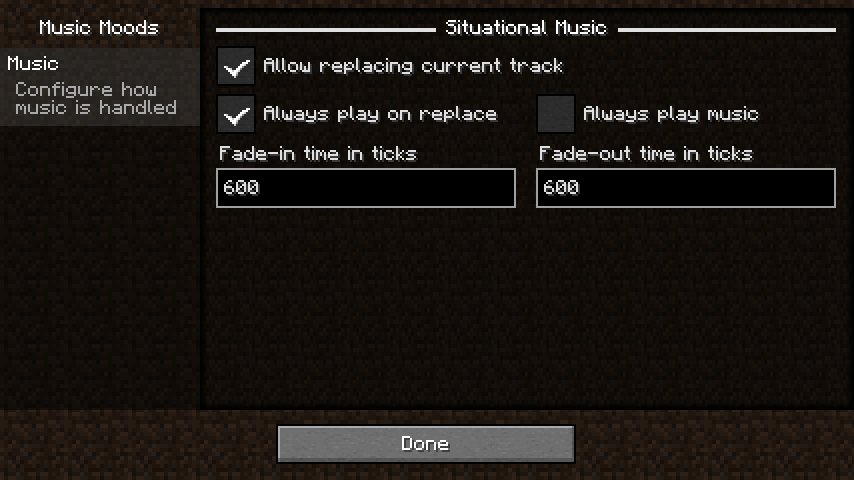 Music Moods
Music
Configure how
music is handled
Situational Music
Allow replacing current track
Always play on replace
Always play music
Fade-in time in ticks
Fade-out time in ticks
600
600
Done